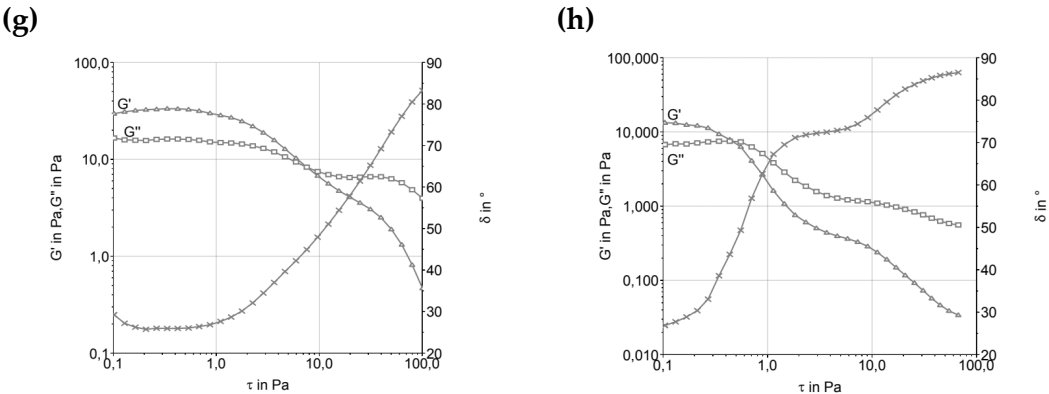 (g)
(h)
100,0
10,0
1,0
0,1
G' in Pa,G'' in Pa
G'
G''
90
80
70
60
50
40
30
20
δ in °
0,1
1,0
10,0
100,0
τ in Pa
100,000
10,000
1,000
0,100
0,010
G' in Pa,G'' in Pa
G'
G''
90
80
70
60
50
40
30
20
δ in °
0,1
1,0
10,0
100,0
τ in Pa